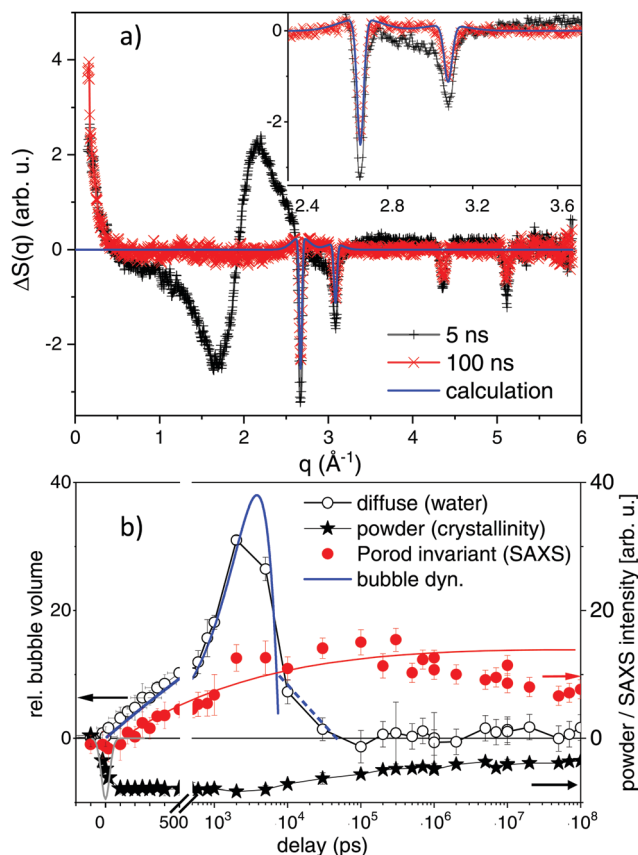 a)
ΔS(q) (arb. u.)
4
2
0
-2
0
-2
2.4 2.8 3.2 3.6
5 ns
100 ns
calculation
0 1 2 3 4 5 6
q (Å⁻¹)
b)
rel. bubble volume
40
20
0
diffuse (water)
powder (crystallinity)
Porod invariant (SAXS)
bubble dyn.
40
30
20
10
0
powder / SAXS intensity [arb. u.]
0 500 10³ 10⁴ 10⁵ 10⁶ 10⁷ 10⁸
delay (ps)